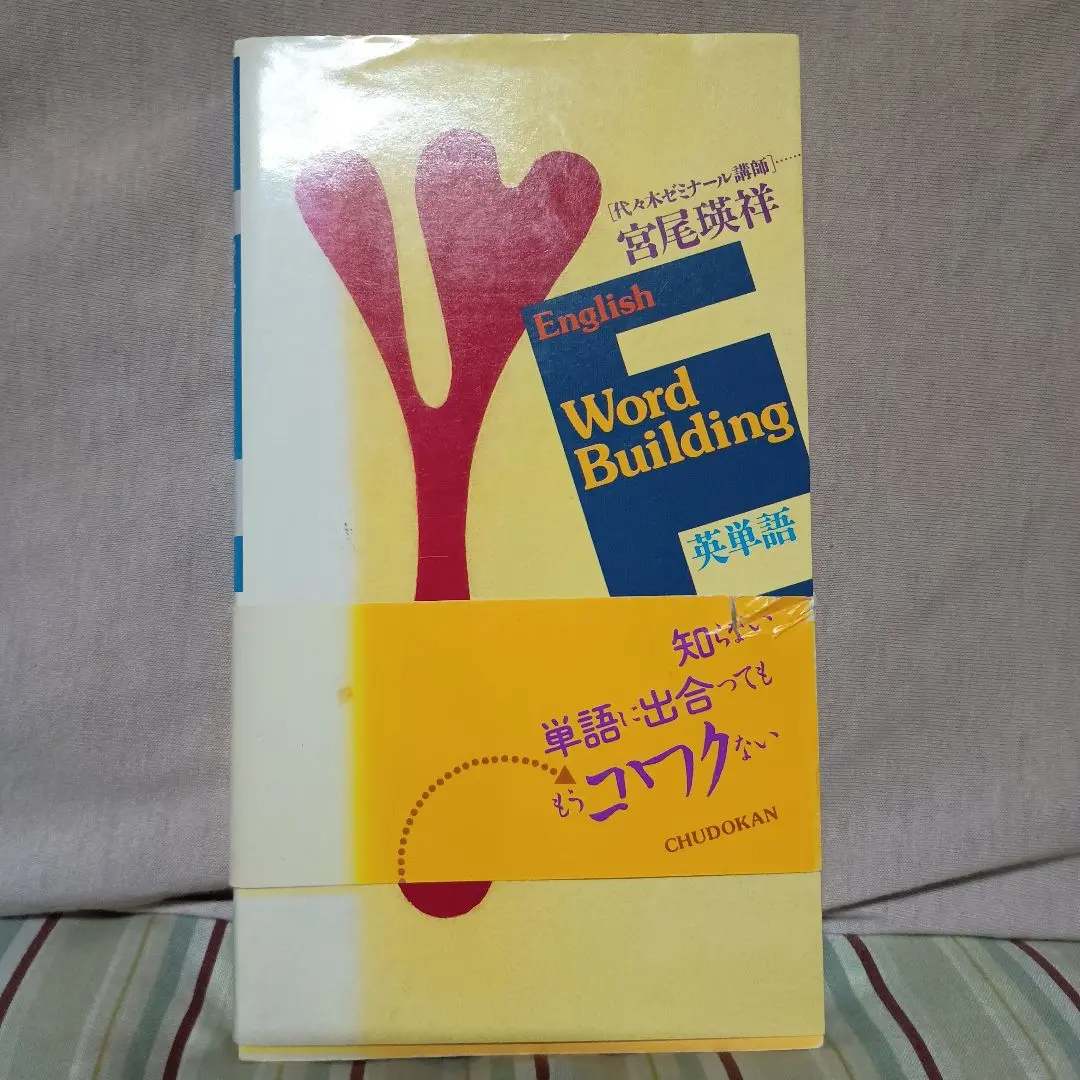 [代々木ゼミナール講師]……
宮尾瑛祥
English
Word
Building
英単語
知らない
単語に出合っても
もうコワクない
CHUDOKAN